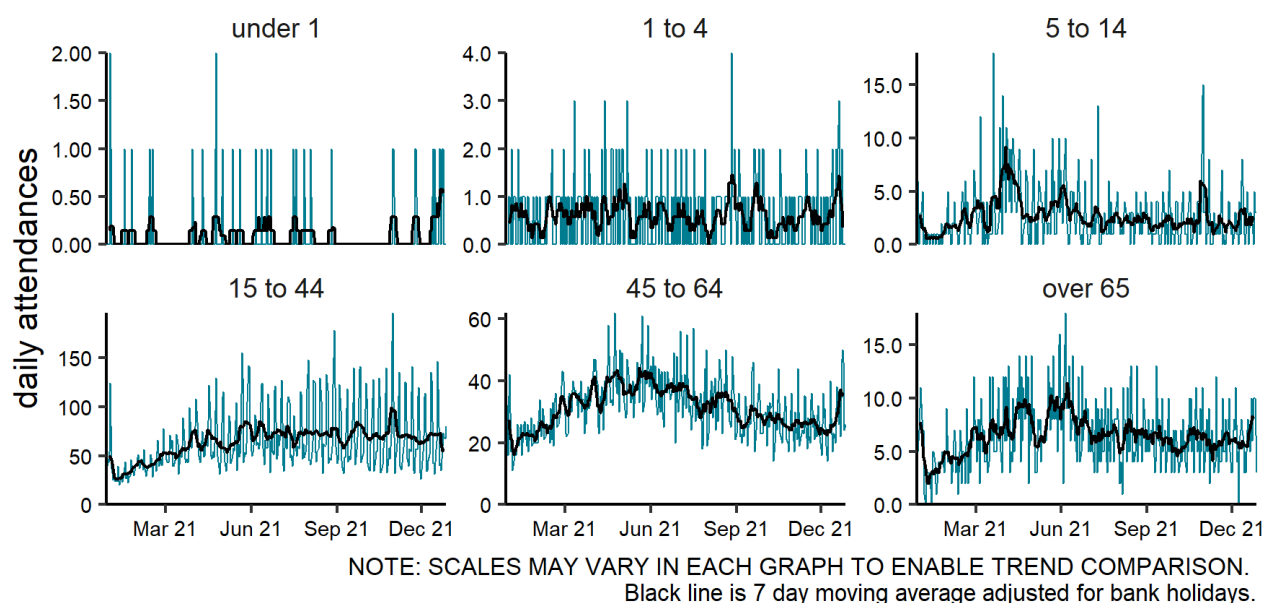 under 1
1 to 4
5 to 14
2.00
1.50
1.00
0.50
0.00
4.0
3.0
2.0
1.0
0.0
15.0
10.0
5.0
0.0
daily attendances
15 to 44
45 to 64
over 65
150
100
50
0
60
40
20
0
15.0
10.0
5.0
0.0
Mar 21 Jun 21 Sep 21 Dec 21
Mar 21 Jun 21 Sep 21 Dec 21
Mar 21 Jun 21 Sep 21 Dec 21
NOTE: SCALES MAY VARY IN EACH GRAPH TO ENABLE TREND COMPARISON.
Black line is 7 day moving average adjusted for bank holidays.